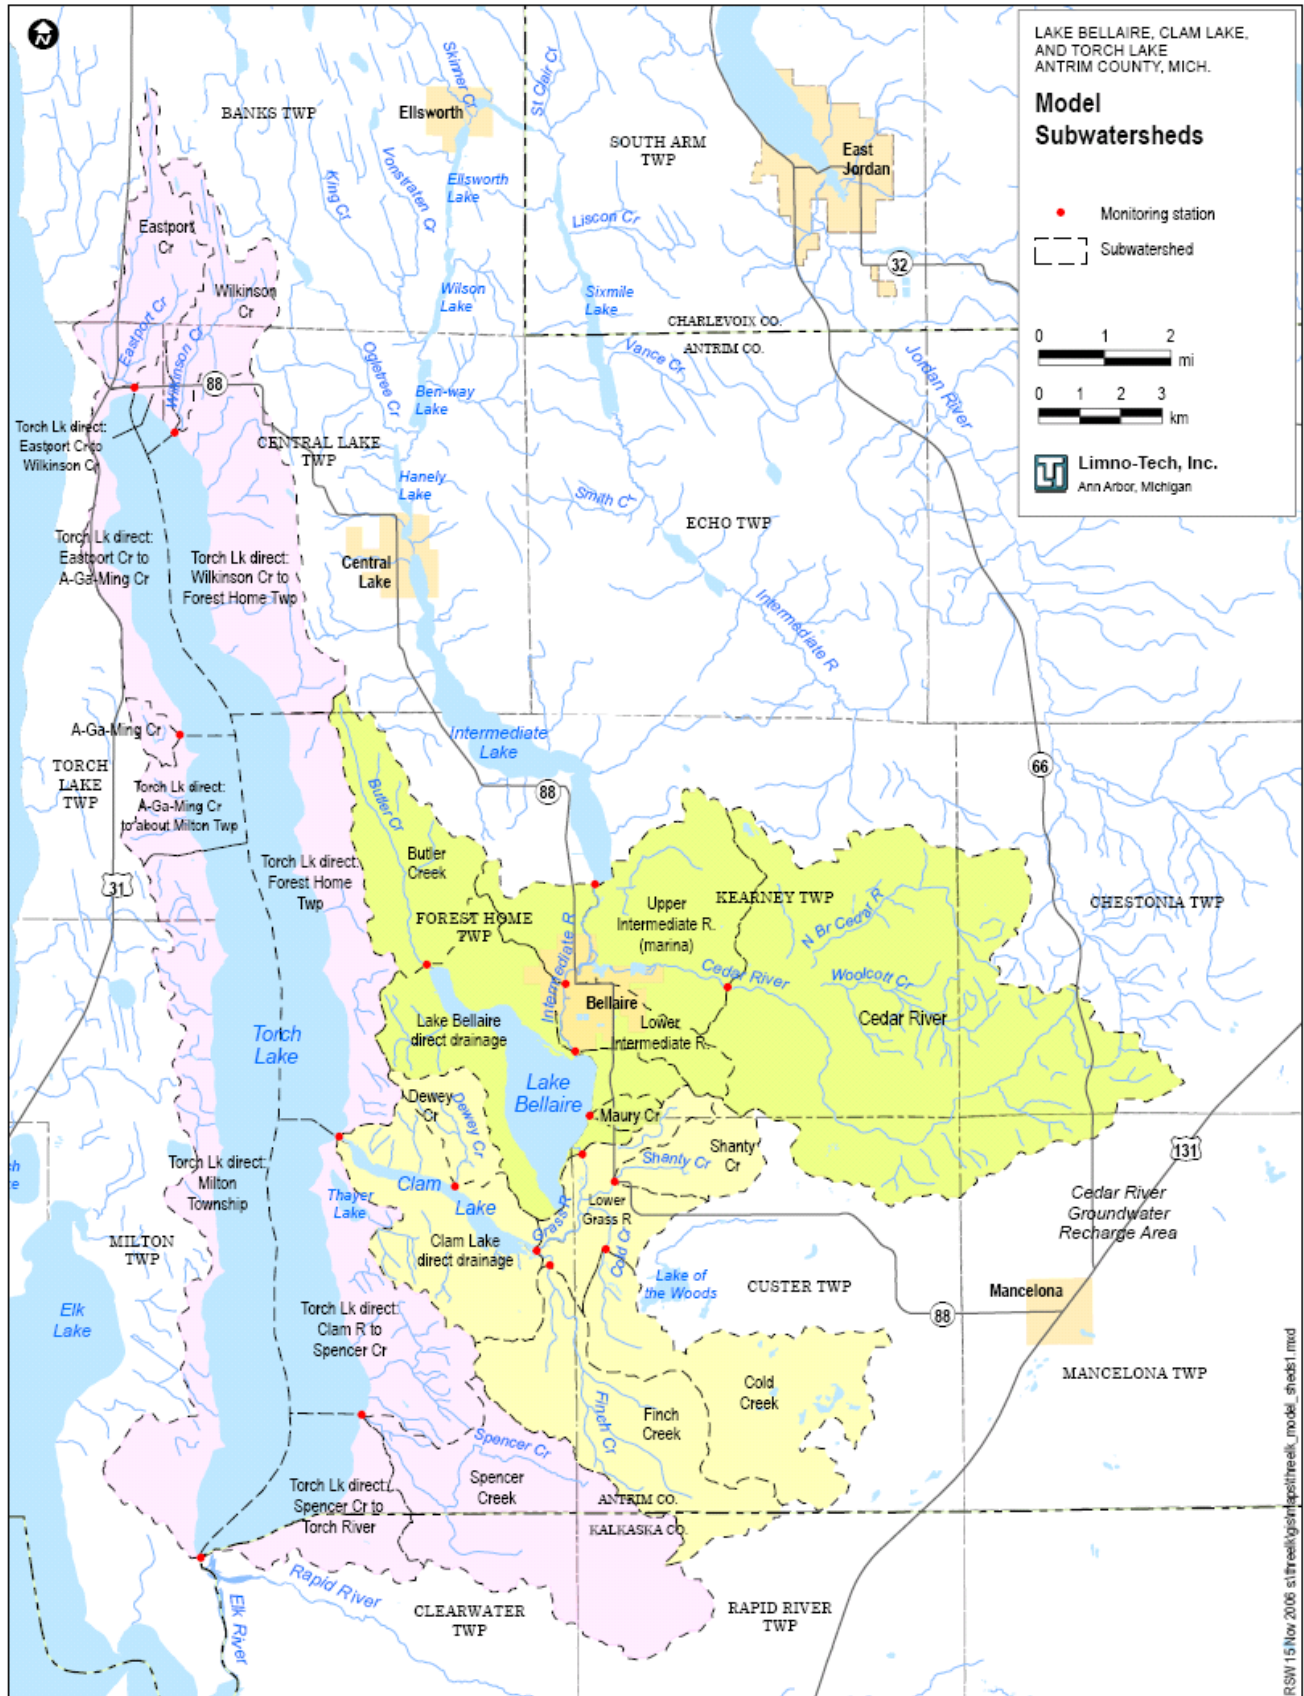 N
LAKE BELLAIRE, CLAM LAKE,
AND TORCH LAKE
ANTRIM COUNTY, MICH.
Model
Subwatersheds
Monitoring station
Subwatershed
0 1 2
mi
0 1 2 3
km
Limno-Tech, Inc.
Ann Arbor, Michigan
BANKS TWP
Ellsworth
Skinner Cr
St Clair Cr
SOUTH ARM
TWP
East
Jordan
King Cr
Vonstraten Cr
Ellsworth
Lake
Liscon Cr
Eastport
Cr
32
Wilkinson
Cr
Wilson
Lake
Sixmile
Lake
CHARLEVOIX CO.
ANTRIM CO.
Eastport Cr
Wilkinson Cr
Ogletree Cr
Vance Cr
Jordan River
88
Ben-way
Lake
Torch Lk direct:
Eastport Cr to
Wilkinson Cr
CENTRAL LAKE
TWP
Hanely
Lake
Smith C
ECHO TWP
Torch Lk direct:
Eastport Cr to
A-Ga-Ming Cr
Torch Lk direct:
Wilkinson Cr to
Forest Home Twp
Central
Lake
Intermediate R
A-Ga-Ming Cr
Intermediate
Lake
TORCH
LAKE
TWP
66
88
Torch Lk direct:
A-Ga-Ming Cr
to about Milton Twp
Butler Cr
Butler
Creek
31
Torch Lk direct:
Forest Home
Twp
FOREST HOME
TWP
Upper
Intermediate R.
(marina)
KEARNEY TWP
N Br Cedar R
CHESTONIA TWP
Intermediate R
Cedar River
Woolcott Cr
Bellaire
Cedar River
Lake Bellaire
direct drainage
Lower
Intermediate R.
Torch
Lake
Lake
Bellaire
Dewey
Cr
Dewey Cr
Maury Cr
Shanty
Cr
Shanty Cr
131
Torch Lk direct:
Milton
Township
Thayer
Lake
Clam
Lake
Lower
Grass R
Grass R
Cedar River
Groundwater
Recharge Area
Clam Lake
direct drainage
Cold Cr
MILTON
TWP
Lake of
the Woods
CUSTER TWP
Mancelona
Elk
Lake
Torch Lk direct:
Clam R to
Spencer Cr
88
MANCELONA TWP
Cold
Creek
Finch Cr
Finch
Creek
Spencer Cr
Spencer
Creek
Torch Lk direct:
Spencer Cr to
Torch River
ANTRIM CO.
KALKASKA CO.
Rapid River
Elk River
CLEARWATER
TWP
RAPID RIVER
TWP